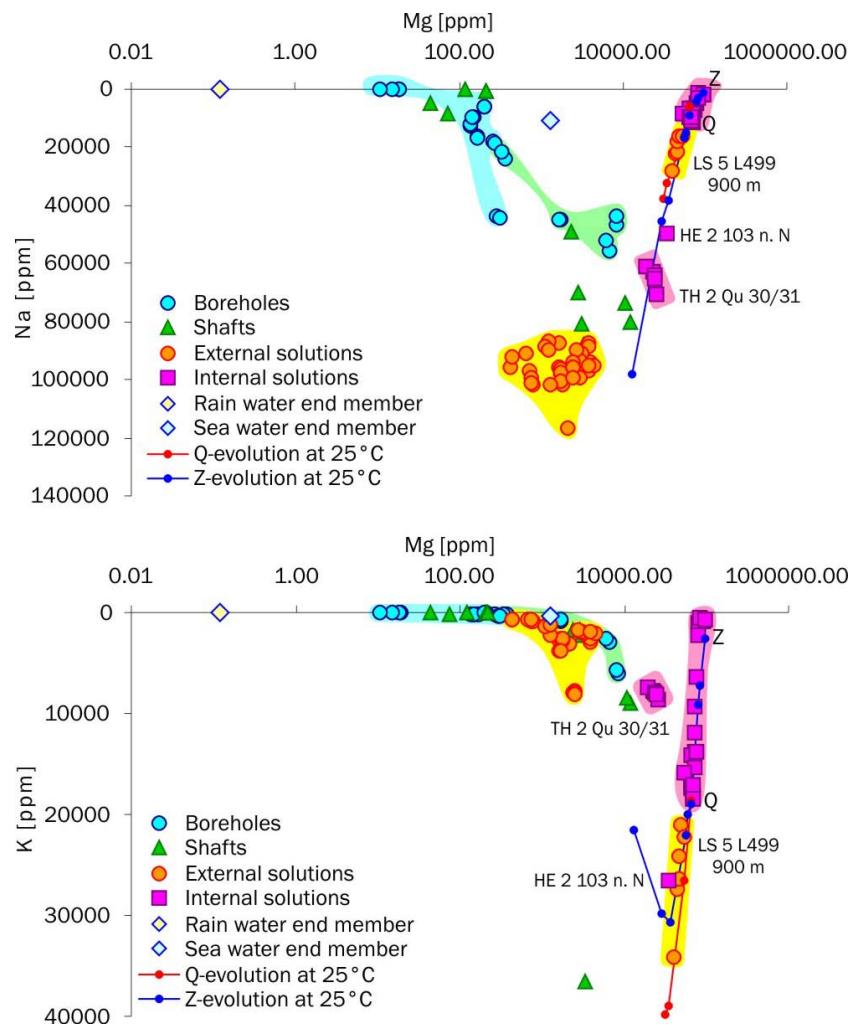 Mg [ppm]
0.01 1.00 100.00 10000.00 1000000.00
0
20000
40000
60000
80000
100000
120000
140000
Na [ppm]
Z
Q
LS 5 L499
900 m
HE 2 103 n. N
TH 2 Qu 30/31
Boreholes
Shafts
External solutions
Internal solutions
Rain water end member
Sea water end member
Q-evolution at 25°C
Z-evolution at 25°C
Mg [ppm]
0.01 1.00 100.00 10000.00 1000000.00
0
10000
20000
30000
40000
K [ppm]
Z
TH 2 Qu 30/31
Q
LS 5 L499
900 m
HE 2 103 n. N
Boreholes
Shafts
External solutions
Internal solutions
Rain water end member
Sea water end member
Q-evolution at 25°C
Z-evolution at 25°C